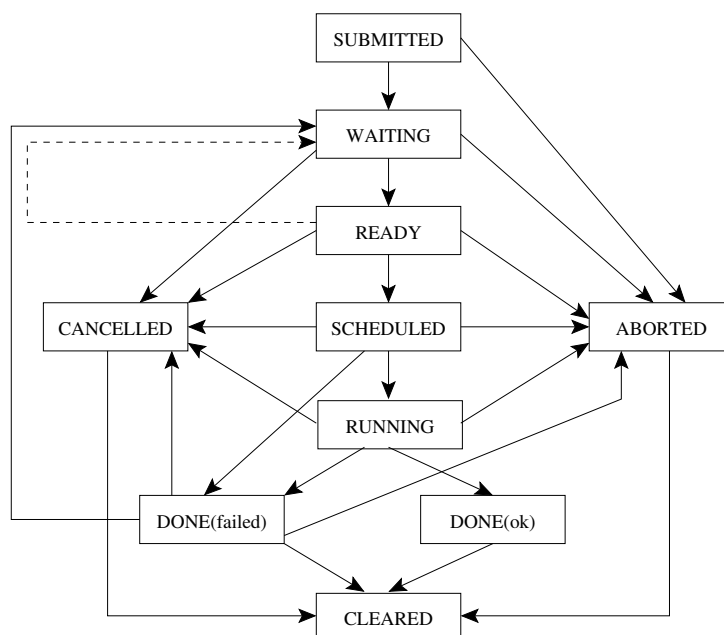 SUBMITTED
WAITING
READY
CANCELLED
SCHEDULED
ABORTED
RUNNING
DONE(failed)
DONE(ok)
CLEARED